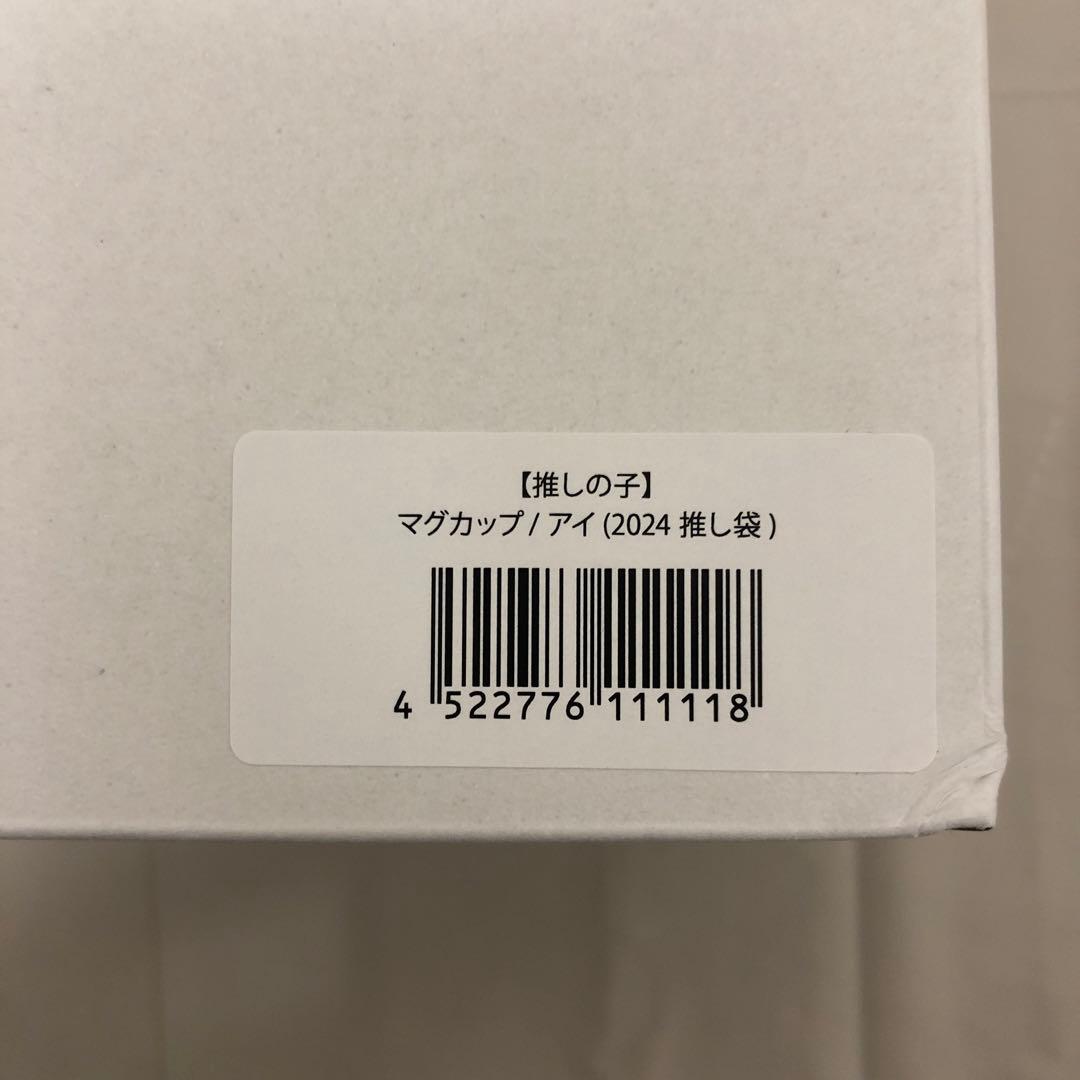 【推しの子】
マグカップ / アイ (2024 推し袋 )
4 522776 111118